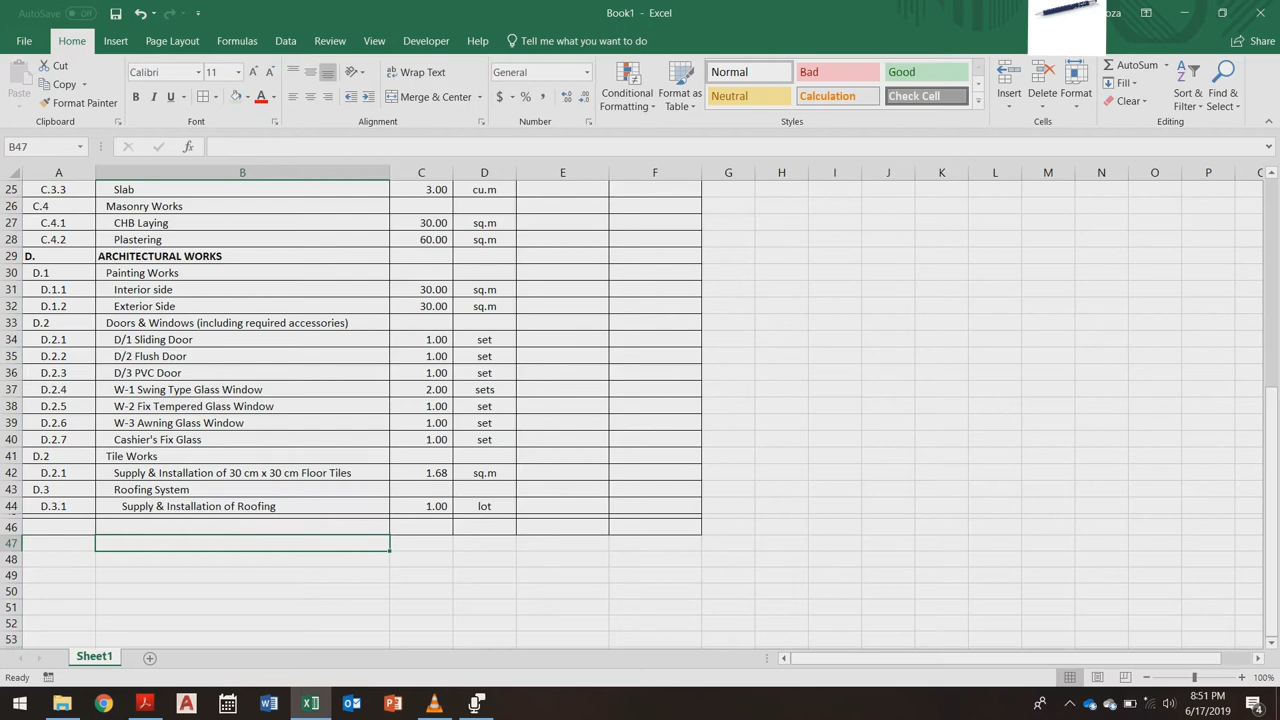 AutoSave Off
Book1 - Excel
oza
File Home Insert Page Layout Formulas Data Review View Developer Help Tell me what you want to do Share
Paste
Cut
Copy
Format Painter
Clipboard
Calibri 11
B I U
Font
Wrap Text
Merge & Center
Alignment
General
$ % ,
Number
Conditional Formatting
Format as Table
Normal Bad Good
Neutral Calculation Check Cell
Styles
Insert Delete Format
Cells
AutoSum
Fill
Clear
Sort & Filter
Find & Select
Editing
B47 fx
A B C D E F G H I J K L M N O P
25 C.3.3 Slab 3.00 cu.m
26 C.4 Masonry Works
27 C.4.1 CHB Laying 30.00 sq.m
28 C.4.2 Plastering 60.00 sq.m
29 D. ARCHITECTURAL WORKS
30 D.1 Painting Works
31 D.1.1 Interior side 30.00 sq.m
32 D.1.2 Exterior Side 30.00 sq.m
33 D.2 Doors & Windows (including required accessories)
34 D.2.1 D/1 Sliding Door 1.00 set
35 D.2.2 D/2 Flush Door 1.00 set
36 D.2.3 D/3 PVC Door 1.00 set
37 D.2.4 W-1 Swing Type Glass Window 2.00 sets
38 D.2.5 W-2 Fix Tempered Glass Window 1.00 set
39 D.2.6 W-3 Awning Glass Window 1.00 set
40 D.2.7 Cashier's Fix Glass 1.00 set
41 D.2 Tile Works
42 D.2.1 Supply & Installation of 30 cm x 30 cm Floor Tiles 1.68 sq.m
43 D.3 Roofing System
44 D.3.1 Supply & Installation of Roofing 1.00 lot
46
47
48
49
50
51
52
53
Sheet1
Ready 100%
8:51 PM
6/17/2019